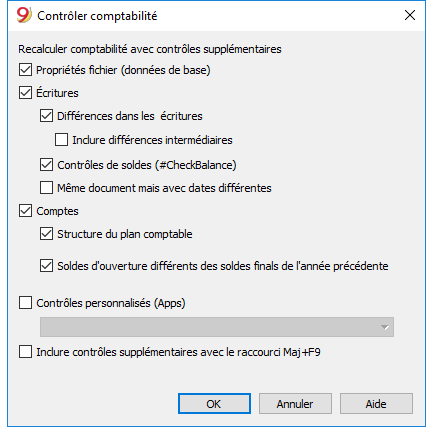 Contrôler comptabilité
Recalculer comptabilité avec contrôles supplémentaires
Propriétés fichier (données de base)
Écritures
Différences dans les écritures
Inclure différences intermédiaires
Contrôles de soldes (#CheckBalance)
Même document mais avec dates différentes
Comptes
Structure du plan comptable
Soldes d'ouverture différents des soldes finals de l'année précédente
Contrôles personnalisés (Apps)
Inclure contrôles supplémentaires avec le raccourci Maj+F9
OK Annuler Aide